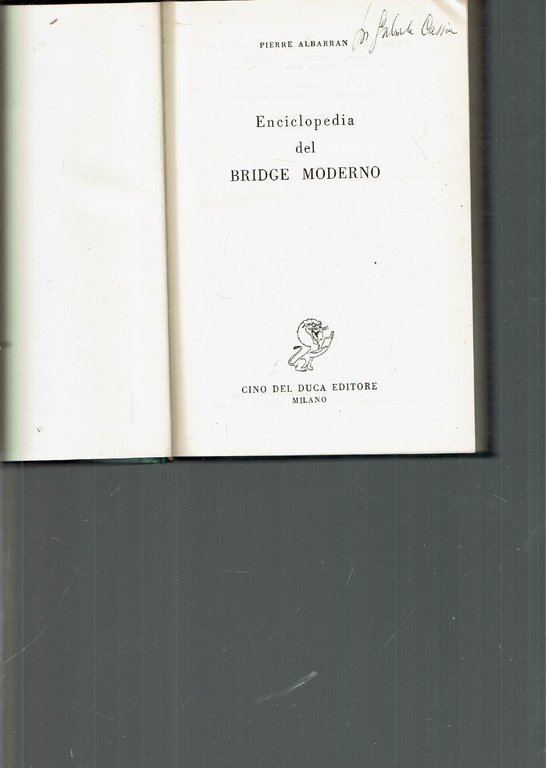 PIERRE ALBARRAN
Enciclopedia
del
BRIDGE MODERNO
CINO DEL DUCA EDITORE
MILANO